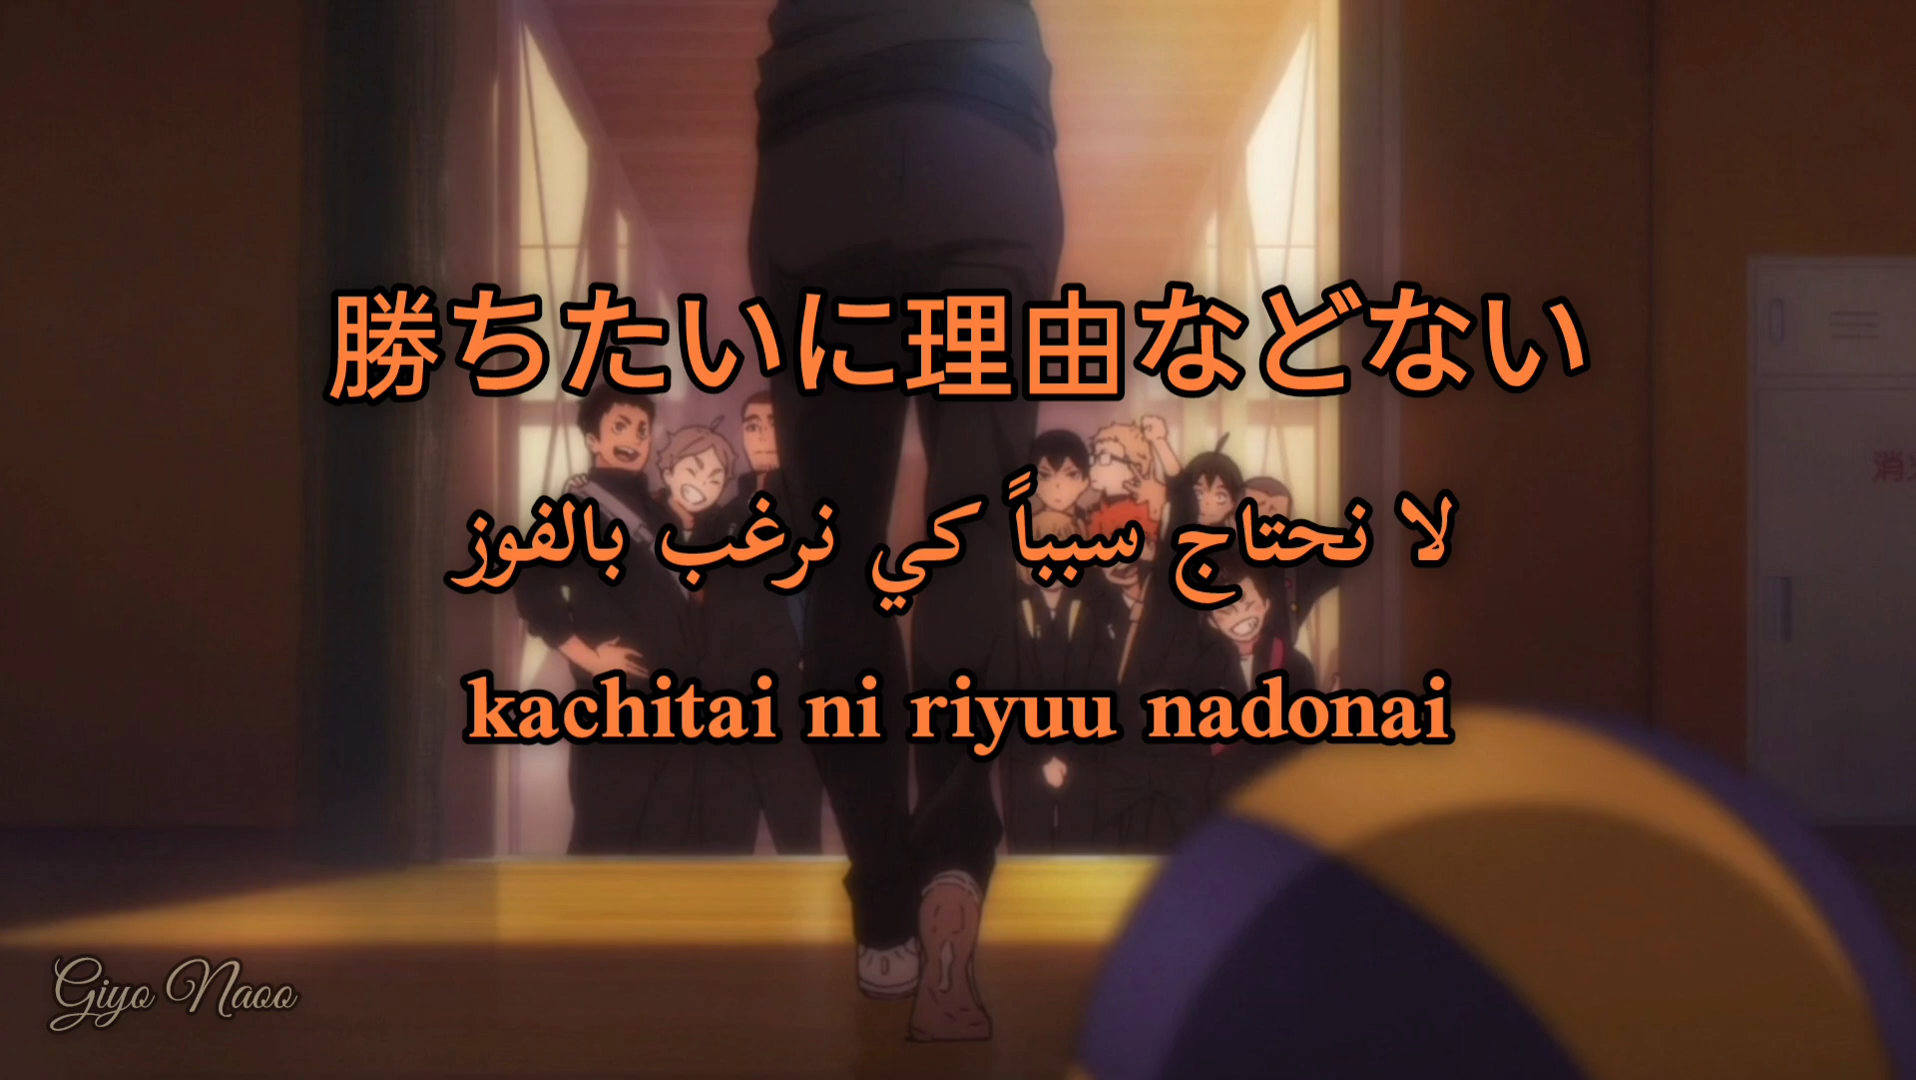 勝ちたいに理由などない
لا نحتاج سبباً كي نرغب بالفوز
kachitai ni riyuu nadonai
Giyo Naoo